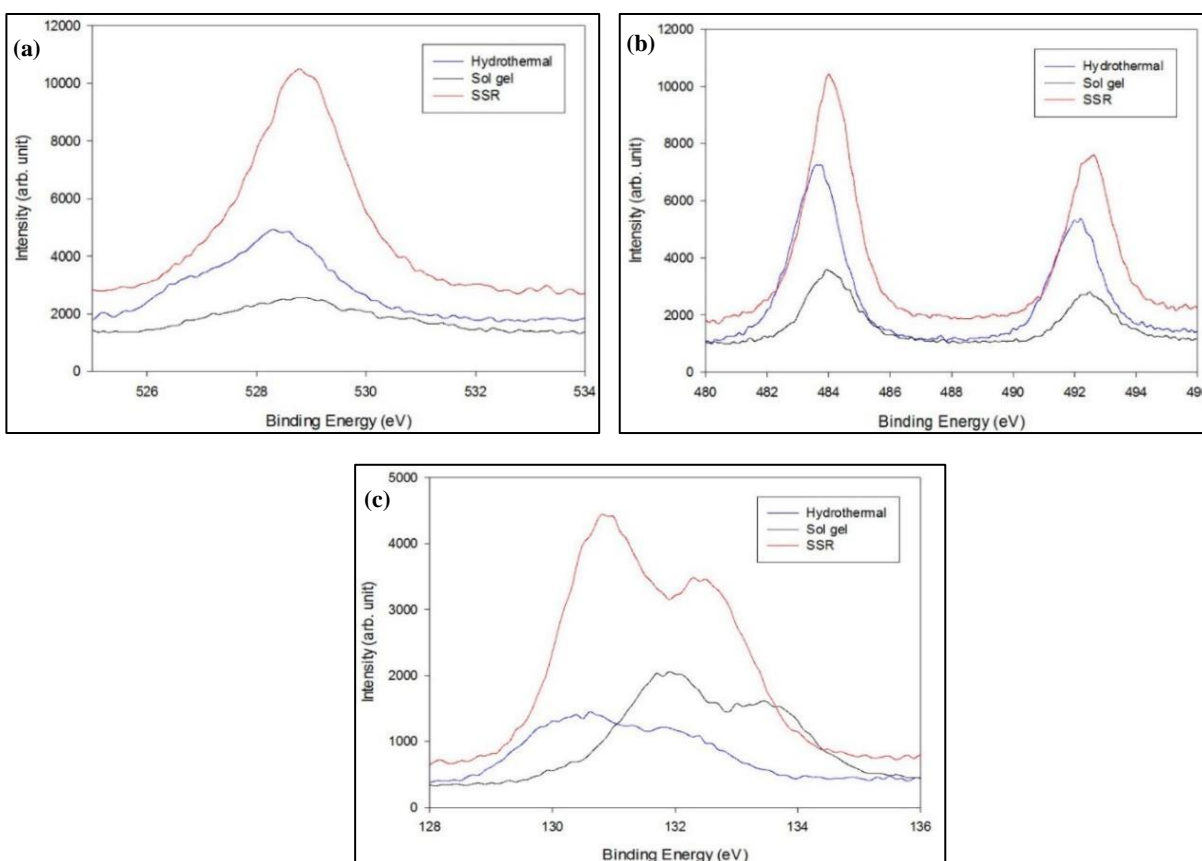 (a)
12000
10000
8000
6000
4000
2000
0
Intensity (arb. unit)
Hydrothermal
Sol gel
SSR
526
528
530
532
534
Binding Energy (eV)
(b)
12000
10000
8000
6000
4000
2000
0
Intensity (arb. unit)
Hydrothermal
Sol gel
SSR
480
482
484
486
488
490
492
494
Binding Energy (eV)
(c)
5000
4000
3000
2000
1000
0
Intensity (arb. unit)
Hydrothermal
Sol gel
SSR
128
130
132
134
136
Binding Energy (eV)